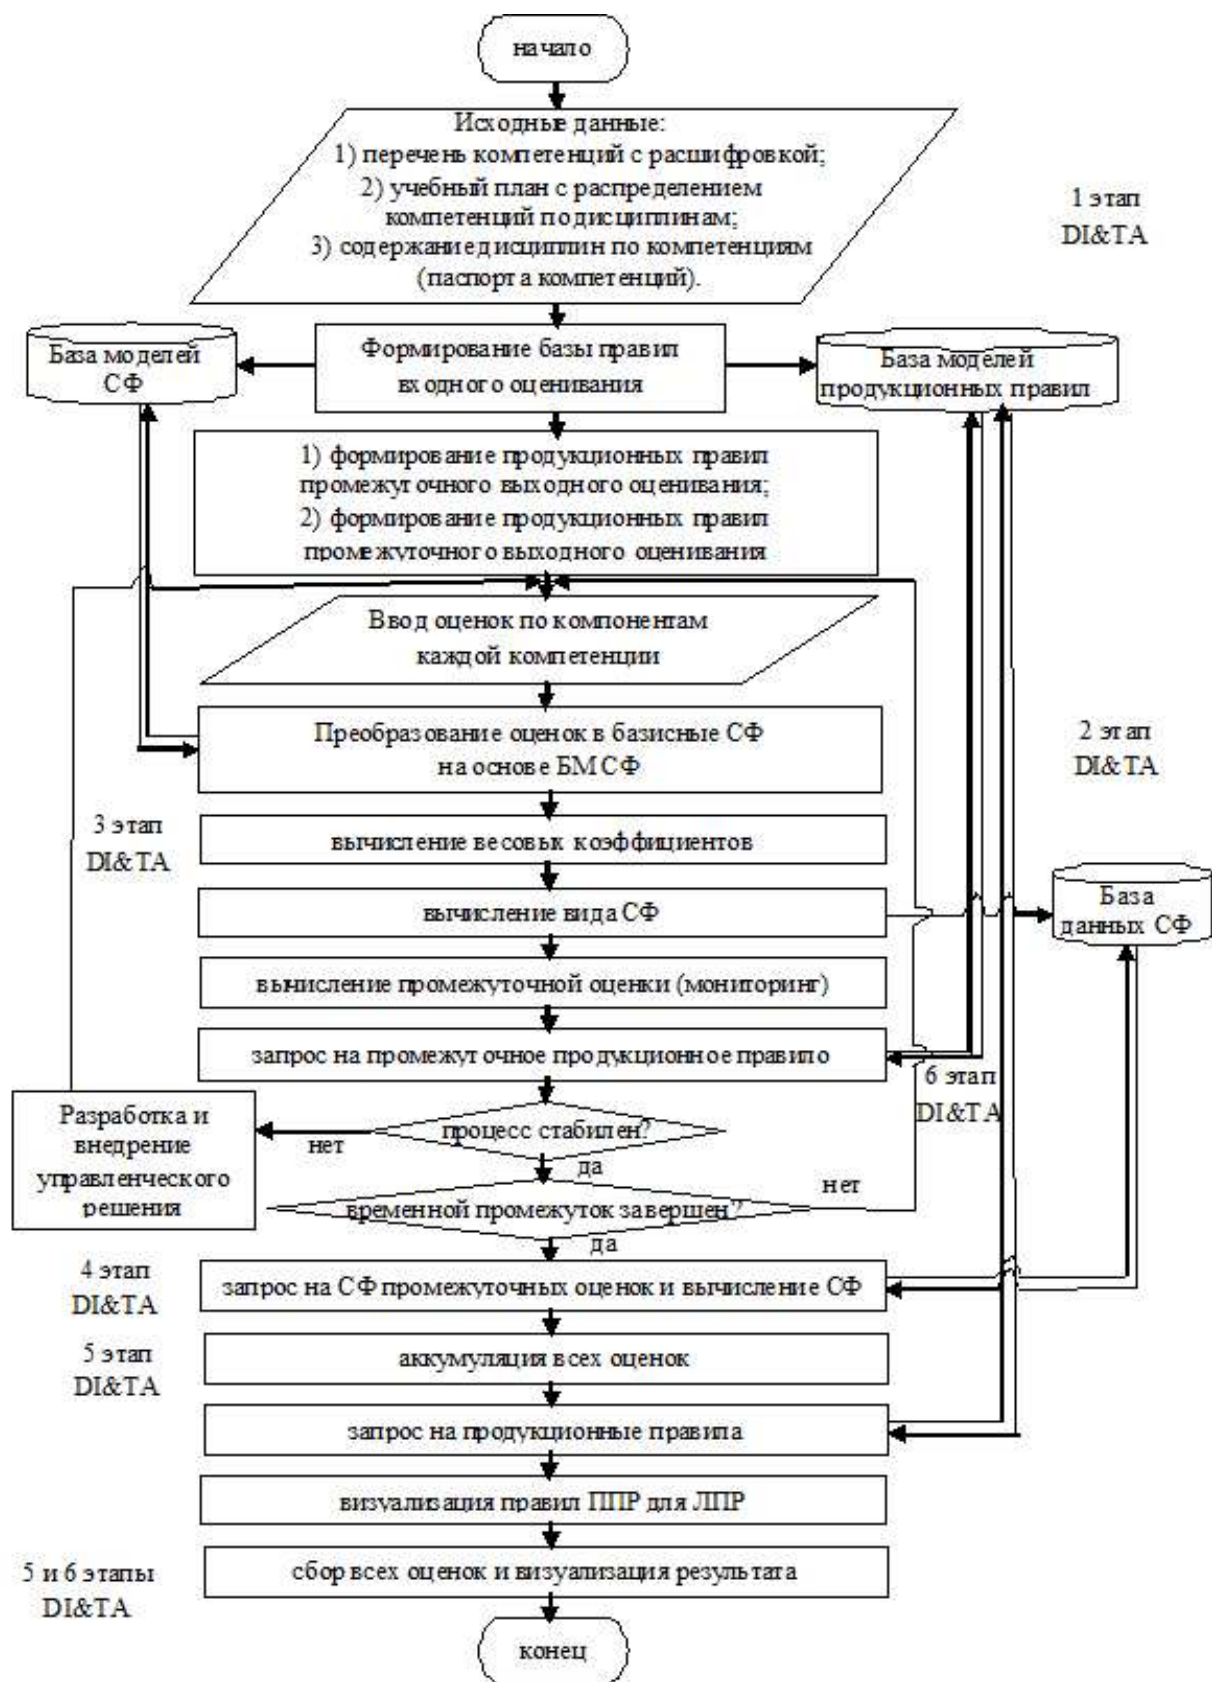 начало
Исходные данные:
1) перечень компетенций с расшифровкой;
2) учебный план с распределением
компетенций по дисциплинам;
3) содержание дисциплин по компетенциям
(паспорта компетенций).
1 этап
DI&TA
База моделей
СФ
Формирование базы правил
входного оценивания
База моделей
продукционных правил
1) формирование продукционных правил
промежуточного выходного оценивания;
2) формирование продукционных правил
промежуточного выходного оценивания
Ввод оценок по компонентам
каждой компетенции
Преобразование оценок в базисные СФ
на основе БМ СФ
2 этап
DI&TA
3 этап
DI&TA
вычисление весовьк коэффициентов
вычисление вида СФ
База
данных СФ
вычисление промежуточной оценки (мониторинг)
запрос на промежуточное продукционное правило
6 этап
DI&TA
Разработка и
внедрение
управленческого
решения
нет
процесс стабилен?
да
временной промежуток завершен?
нет
да
4 этап
DI&TA
запрос на СФ промежуточных оценок и вычисление СФ
5 этап
DI&TA
аккумуляция всех оценок
запрос на продукционные правила
визуализация правил ППР для ЛПР
5 и 6 этапы
DI&TA
сбор всех оценок и визуализация результата
конец